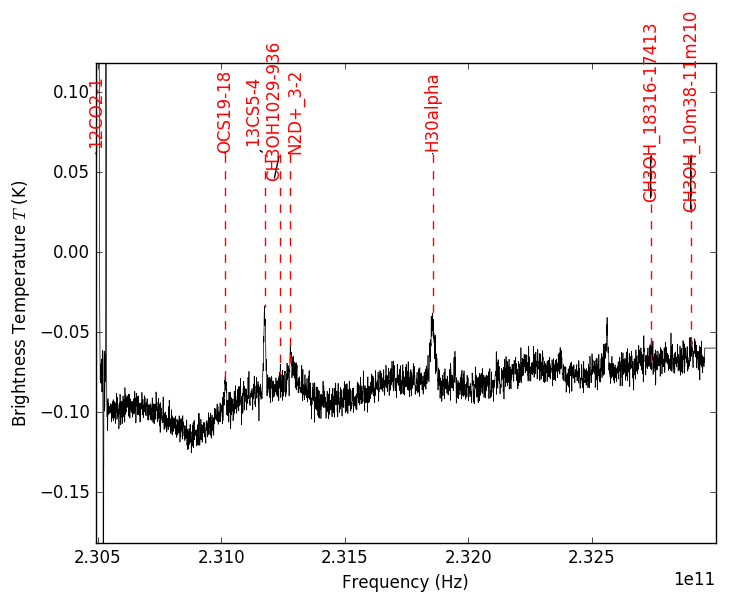 12CO2-1
OCS19-18
13CS5-4
CH3OH1029-936
N2D+_3-2
H30alpha
CH3OH_18316-17413
CH3OH_10m38-11m210
0.10
0.05
0.00
−0.05
−0.10
−0.15
Brightness Temperature T (K)
2.305 2.310 2.315 2.320 2.325
1e11
Frequency (Hz)